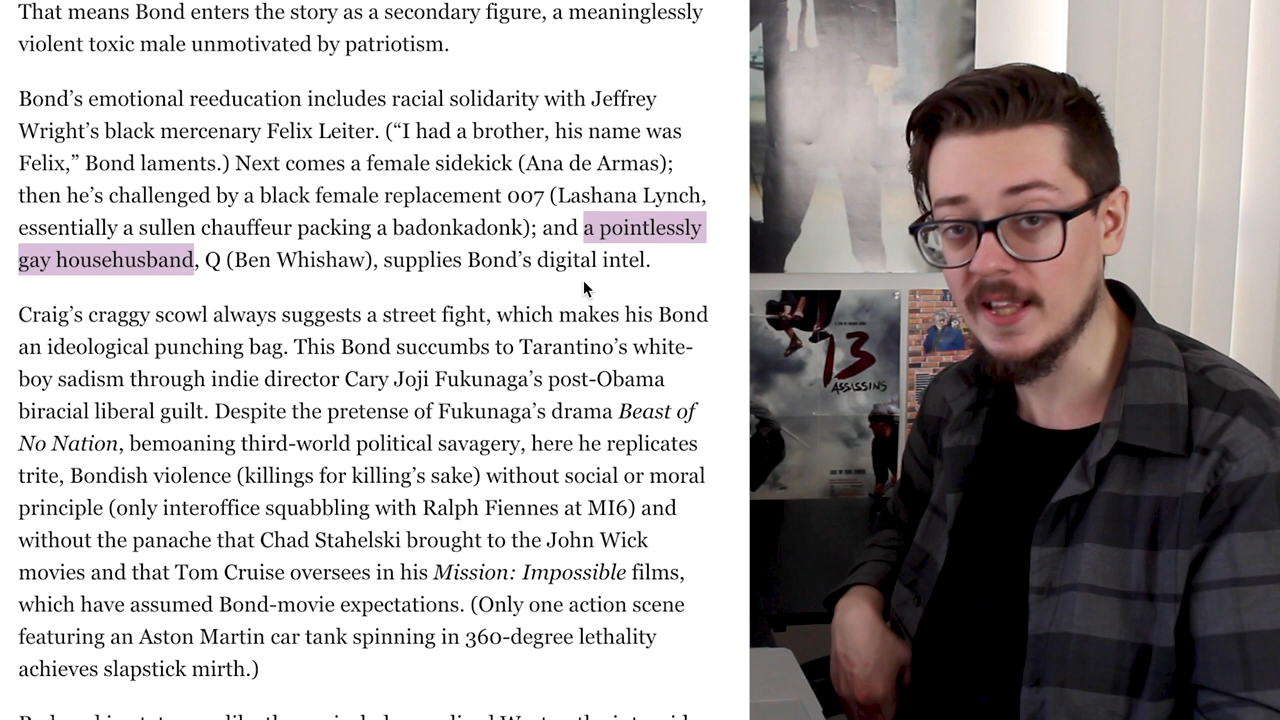 That means Bond enters the story as a secondary figure, a meaninglessly
violent toxic male unmotivated by patriotism.
Bond’s emotional reeducation includes racial solidarity with Jeffrey
Wright’s black mercenary Felix Leiter. (“I had a brother, his name was
Felix,” Bond laments.) Next comes a female sidekick (Ana de Armas);
then he’s challenged by a black female replacement 007 (Lashana Lynch,
essentially a sullen chauffeur packing a badonkadonk); and a pointlessly
gay househusband, Q (Ben Whishaw), supplies Bond’s digital intel.
Craig’s craggy scowl always suggests a street fight, which makes his Bond
an ideological punching bag. This Bond succumbs to Tarantino’s white-
boy sadism through indie director Cary Joji Fukunaga’s post-Obama
biracial liberal guilt. Despite the pretense of Fukunaga’s drama Beast of
No Nation, bemoaning third-world political savagery, here he replicates
trite, Bondish violence (killings for killing’s sake) without social or moral
principle (only interoffice squabbling with Ralph Fiennes at MI6) and
without the panache that Chad Stahelski brought to the John Wick
movies and that Tom Cruise oversees in his Mission: Impossible films,
which have assumed Bond-movie expectations. (Only one action scene
featuring an Aston Martin car tank spinning in 360-degree lethality
achieves slapstick mirth.)
13
ASSASSINS